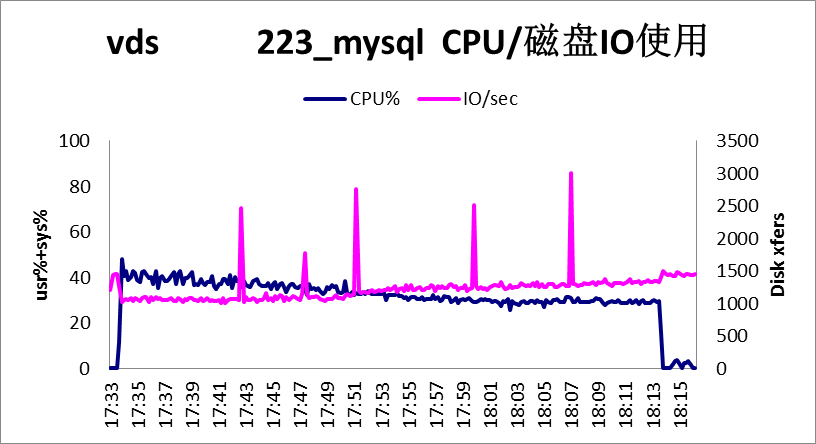 vds 223_mysql CPU/磁盘IO使用
CPU% IO/sec
100 3500
3000
80
2500
60 2000
usr%+sys% Disk xfers
1500
40
1000
20
500
0 0
17:33 17:35 17:37 17:39 17:41 17:43 17:45 17:47 17:49 17:51 17:53 17:55 17:57 17:59 18:01 18:03 18:05 18:07 18:09 18:11 18:13 18:15